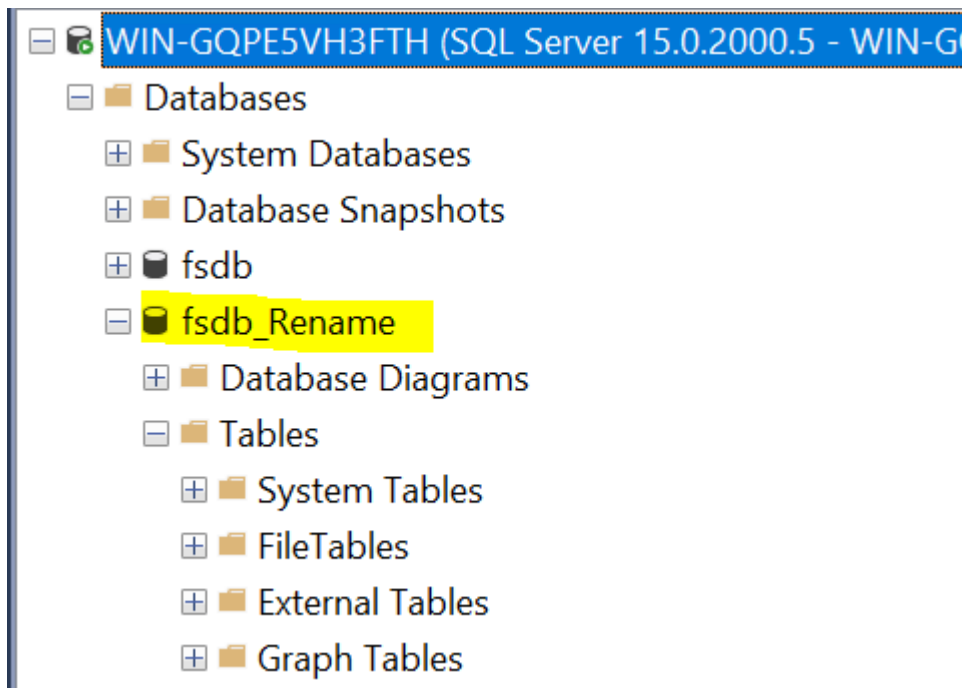 WIN-GQPE5VH3FTH (SQL Server 15.0.2000.5 - WIN-G
Databases
System Databases
Database Snapshots
fsdb
fsdb_Rename
Database Diagrams
Tables
System Tables
FileTables
External Tables
Graph Tables